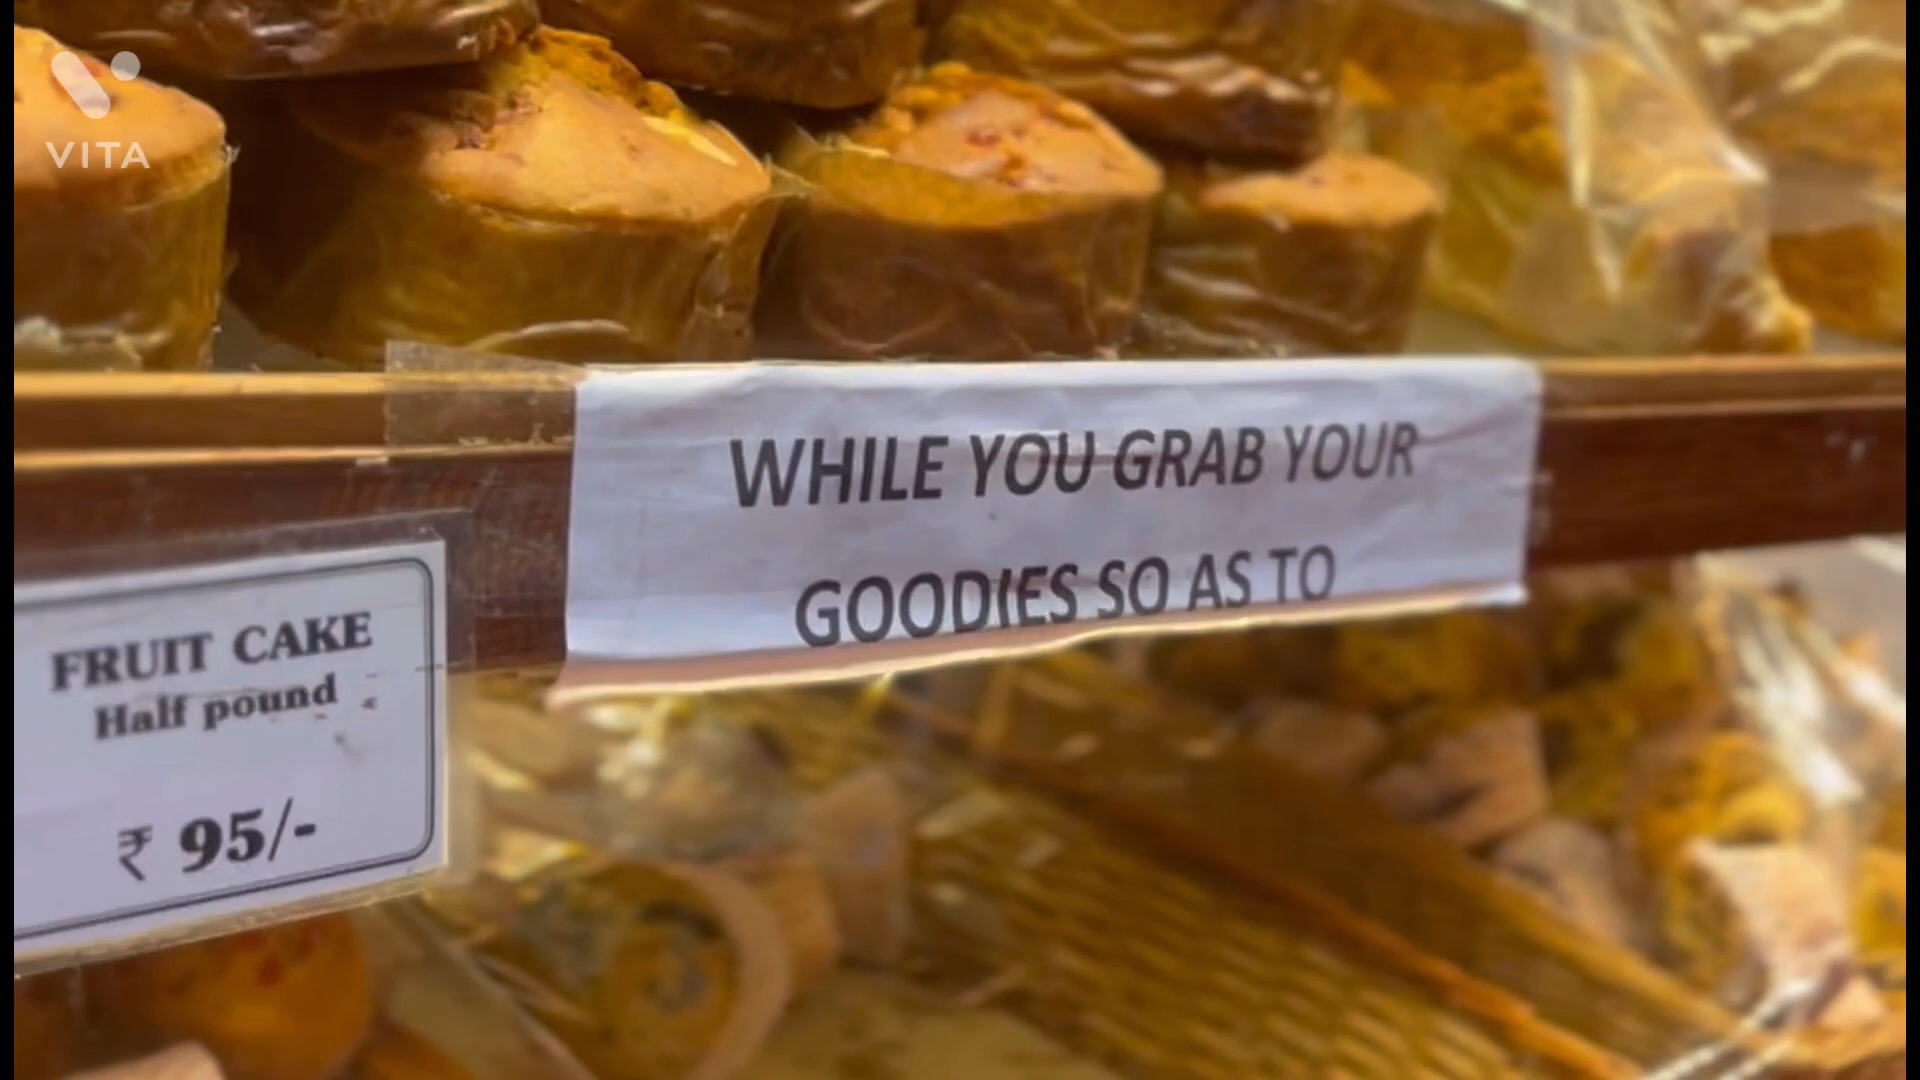 VITA
WHILE YOU GRAB YOUR
GOODIES SO AS TO
FRUIT CAKE
Half pound
₹ 95/-